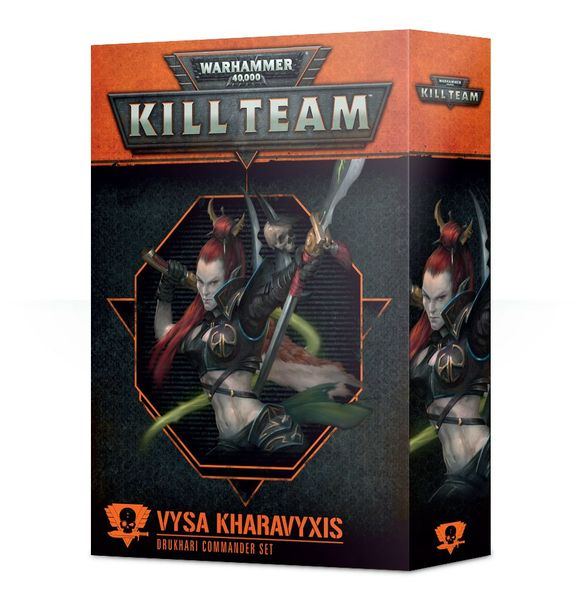 WARHAMMER
40,000
KILL TEAM
WARHAMMER
KILL TEAM
VYSA KHARAVYXIS
DRUKHARI COMMANDER SET